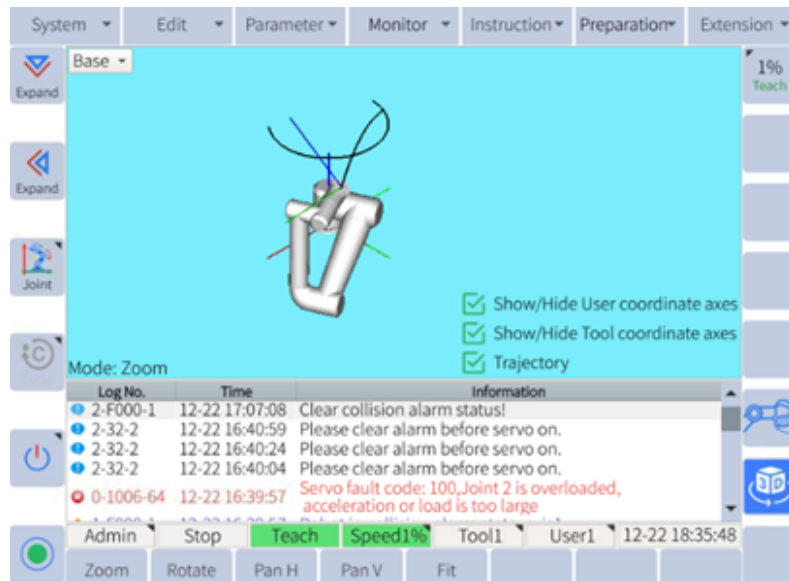 System Edit Parameter Monitor Instruction Preparation Extension
Base
Expand
1%
Teach
Expand
Joint
Show/Hide User coordinate axes
Show/Hide Tool coordinate axes
Trajectory
Mode: Zoom
Log No. Time Information
2-F000-1 12-22 17:07:08 Clear collision alarm status!
2-32-2 12-22 16:40:59 Please clear alarm before servo on.
2-32-2 12-22 16:40:24 Please clear alarm before servo on.
2-32-2 12-22 16:40:04 Please clear alarm before servo on.
0-1006-64 12-22 16:39:57 Servo fault code: 100,Joint 2 is overloaded,
acceleration or load is too large
Admin Stop Teach Speed1% Tool1 User1 12-22 18:35:48
Zoom Rotate Pan H Pan V Fit
3D